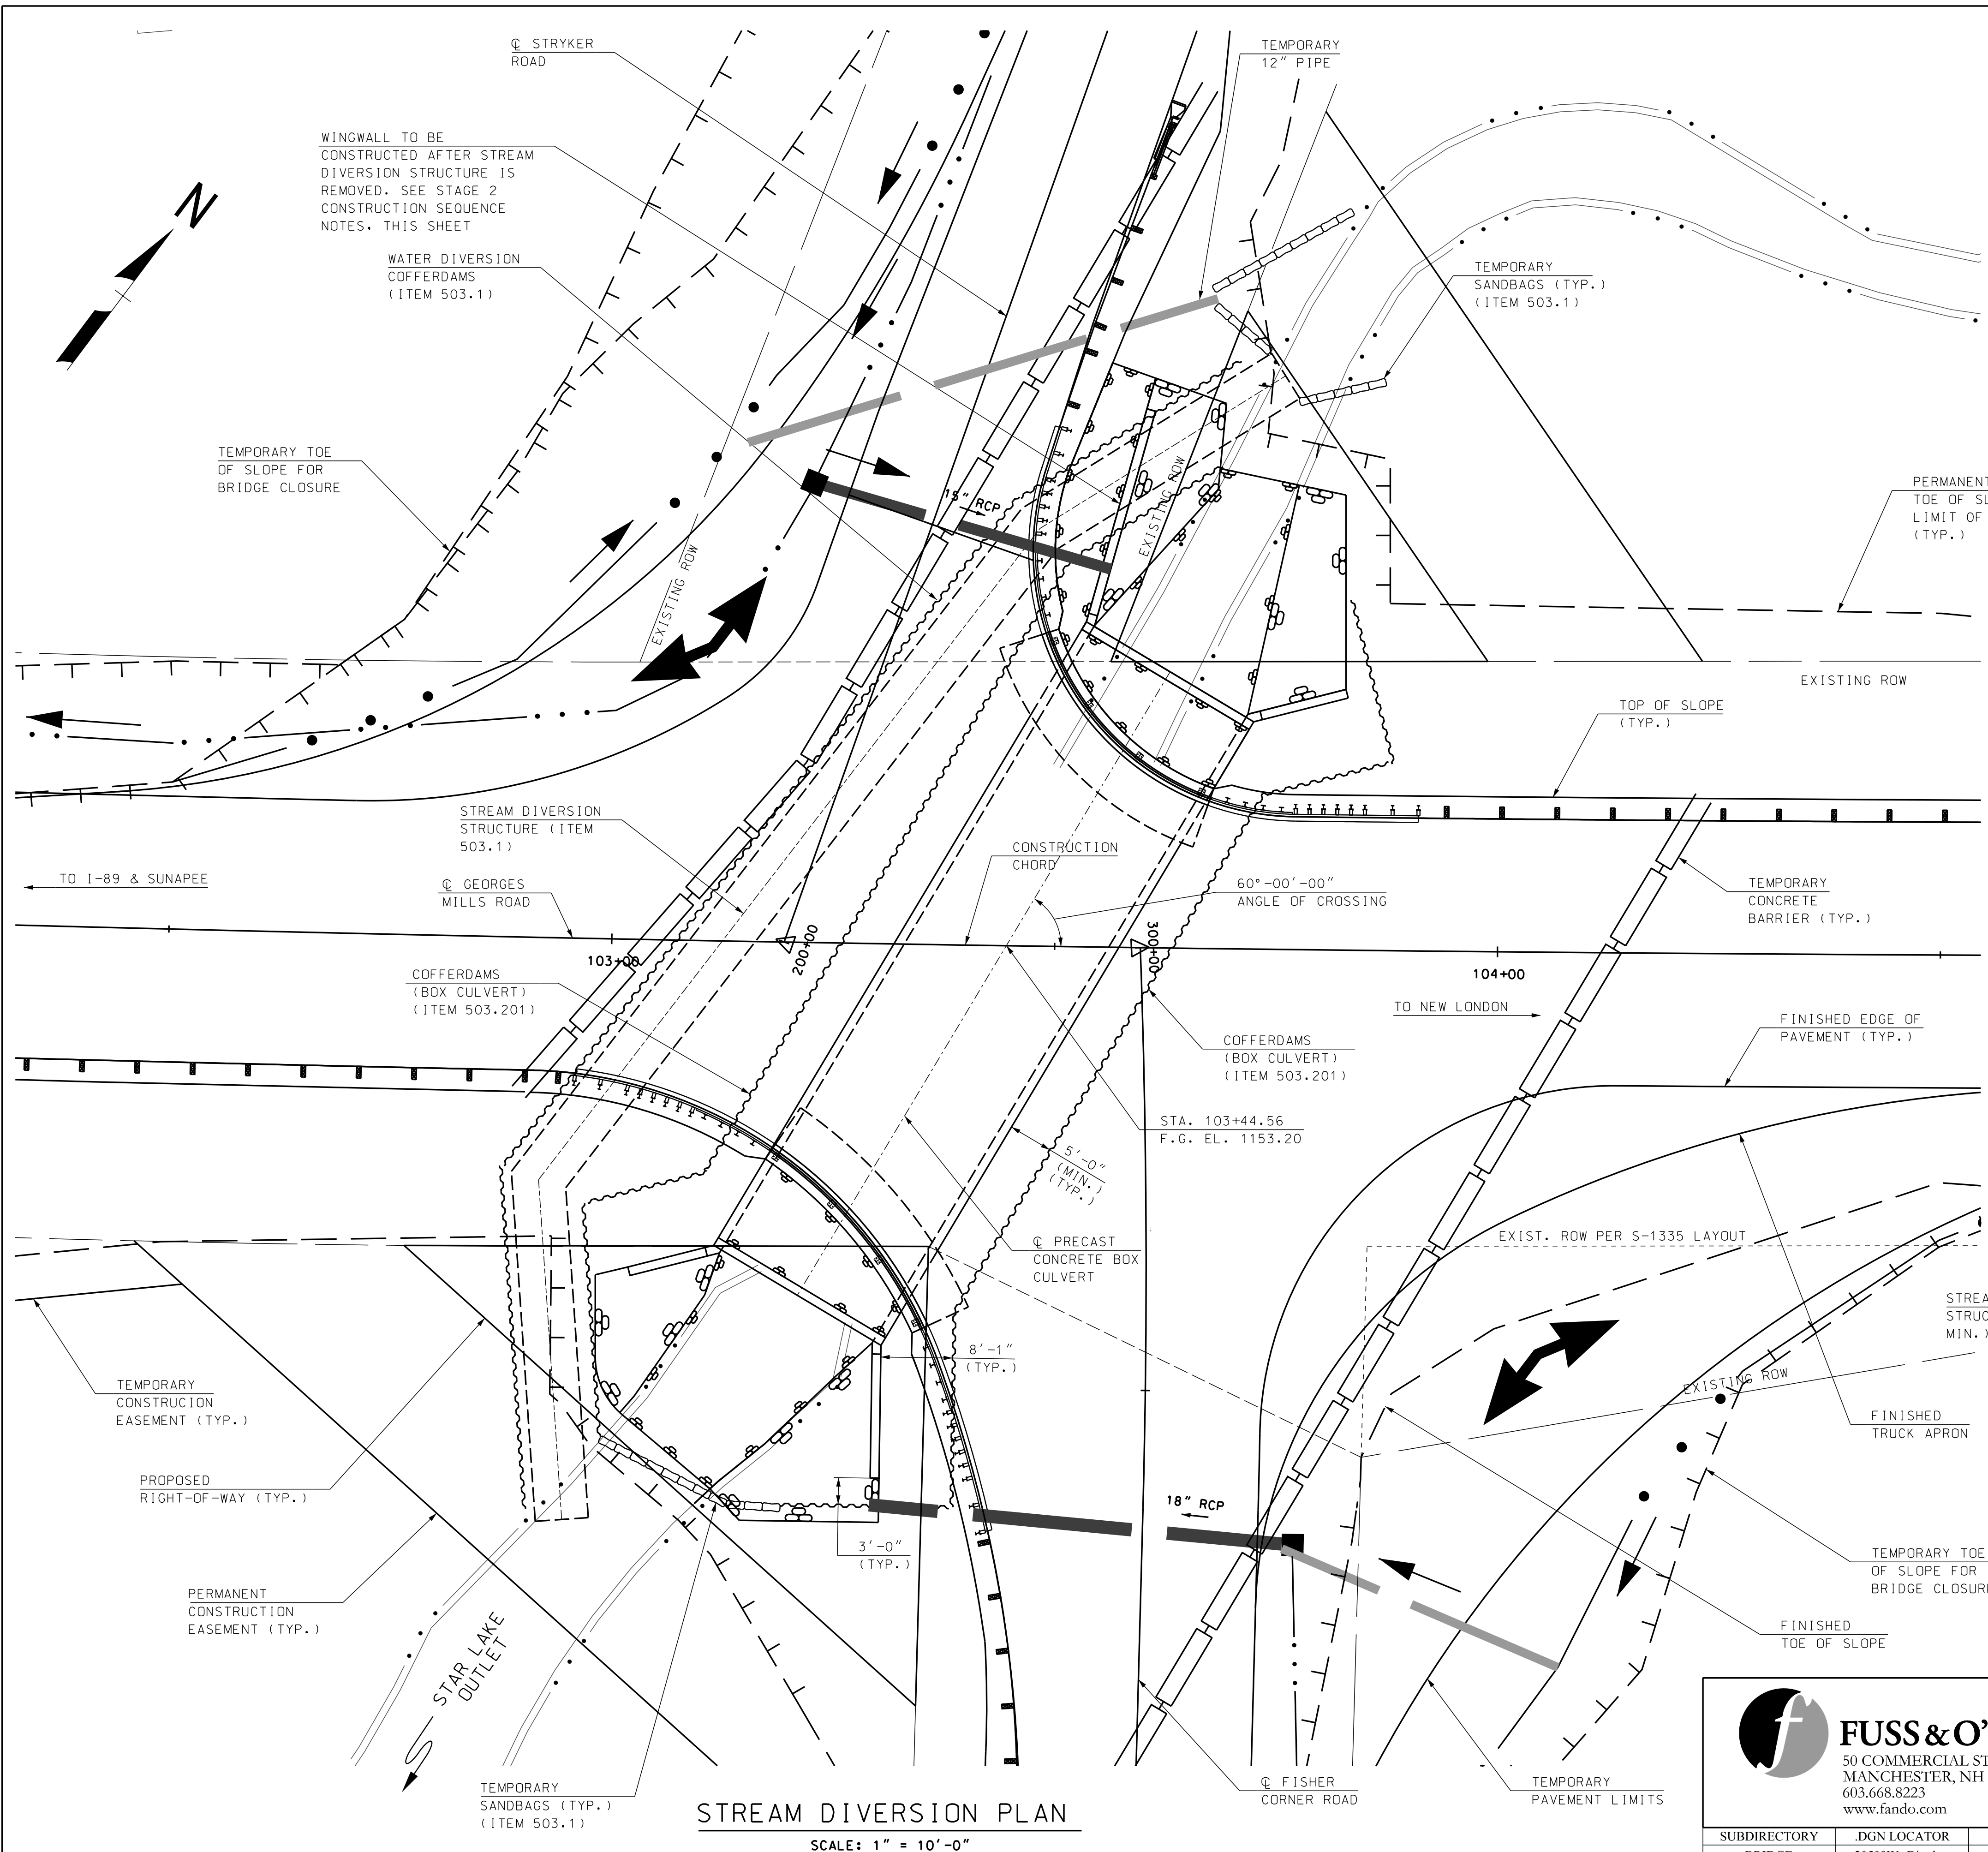 ℄ STRYKER
ROAD
TEMPORARY
12" PIPE
WINGWALL TO BE
CONSTRUCTED AFTER STREAM
DIVERSION STRUCTURE IS
REMOVED. SEE STAGE 2
CONSTRUCTION SEQUENCE
NOTES, THIS SHEET
N
WATER DIVERSION
COFFERDAMS
(ITEM 503.1)
TEMPORARY
SANDBAGS (TYP.)
(ITEM 503.1)
TEMPORARY TOE
OF SLOPE FOR
BRIDGE CLOSURE
15" RCP
EXISTING ROW
EXISTING ROW
PERMANENT
TOE OF SL
LIMIT OF
(TYP.)
EXISTING ROW
TOP OF SLOPE
(TYP.)
STREAM DIVERSION
STRUCTURE (ITEM
503.1)
CONSTRUCTION
CHORD
TO I-89 & SUNAPEE
℄ GEORGES
MILLS ROAD
60°-00'-00"
ANGLE OF CROSSING
TEMPORARY
CONCRETE
BARRIER (TYP.)
103+00
200+00
300+00
104+00
COFFERDAMS
(BOX CULVERT)
(ITEM 503.201)
TO NEW LONDON
FINISHED EDGE OF
PAVEMENT (TYP.)
COFFERDAMS
(BOX CULVERT)
(ITEM 503.201)
STA. 103+44.56
F.G. EL. 1153.20
5'-0"
(MIN.)
(TYP.)
℄ PRECAST
CONCRETE BOX
CULVERT
EXIST. ROW PER S-1335 LAYOUT
STREA
STRUC
MIN.)
8'-1"
(TYP.)
EXISTING ROW
TEMPORARY
CONSTRUCION
EASEMENT (TYP.)
FINISHED
TRUCK APRON
PROPOSED
RIGHT-OF-WAY (TYP.)
18" RCP
3'-0"
(TYP.)
TEMPORARY TOE
OF SLOPE FOR
BRIDGE CLOSUR
PERMANENT
CONSTRUCTION
EASEMENT (TYP.)
FINISHED
TOE OF SLOPE
STAR LAKE
OUTLET
TEMPORARY
SANDBAGS (TYP.)
(ITEM 503.1)
℄ FISHER
CORNER ROAD
TEMPORARY
PAVEMENT LIMITS
STREAM DIVERSION PLAN
SCALE: 1" = 10'-0"
f
FUSS&O'
50 COMMERCIAL ST
MANCHESTER, NH
603.668.8223
www.fando.com
SUBDIRECTORY .DGN LOCATOR